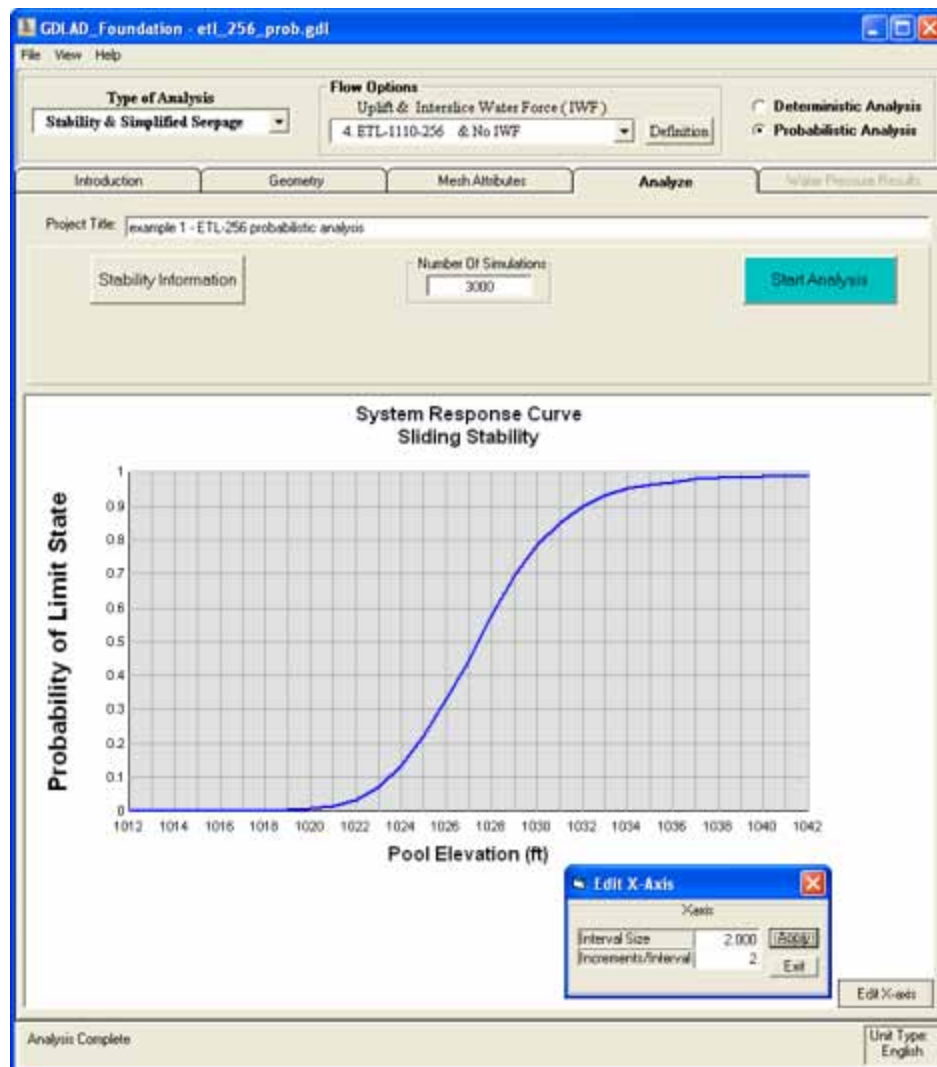 GDLAD_Foundation - etl_256_prob.gdl
File View Help
Type of Analysis
Stability & Simplified Seepage
Flow Options
Uplift & Interslice Water Force ( IWF )
4. ETL-1110-256 & No IWF
Definition
Deterministic Analysis
Probabilistic Analysis
Introduction
Geometry
Mesh Attributes
Analyze
Water Pressure Results
Project Title: example 1 - ETL-256 probabilistic analysis
Stability Information
Number Of Simulations
3000
Start Analysis
System Response Curve
Sliding Stability
Probability of Limit State
1
0.9
0.8
0.7
0.6
0.5
0.4
0.3
0.2
0.1
0
1012 1014 1016 1018 1020 1022 1024 1026 1028 1030 1032 1034 1036 1038 1040 1042
Pool Elevation (ft)
Edit X-Axis
X-axis
Interval Size 2.000 Apply
Increments/Interval 2
Exit
Edit X-axis
Analysis Complete
Unit Type:
English